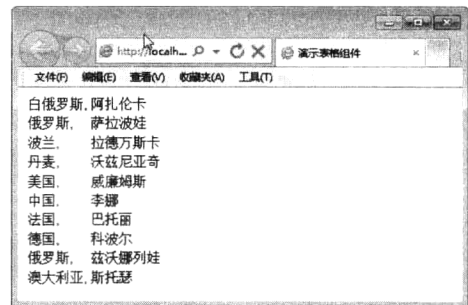 http://localh...
演示表格组件
文件(F) 编辑(E) 查看(V) 收藏夹(A) 工具(T)
白俄罗斯,阿扎伦卡
俄罗斯, 萨拉波娃
波兰, 拉德万斯卡
丹麦, 沃兹尼亚奇
美国, 威廉姆斯
中国, 李娜
法国, 巴托丽
德国, 科波尔
俄罗斯, 兹沃娜列娃
澳大利亚,斯托瑟